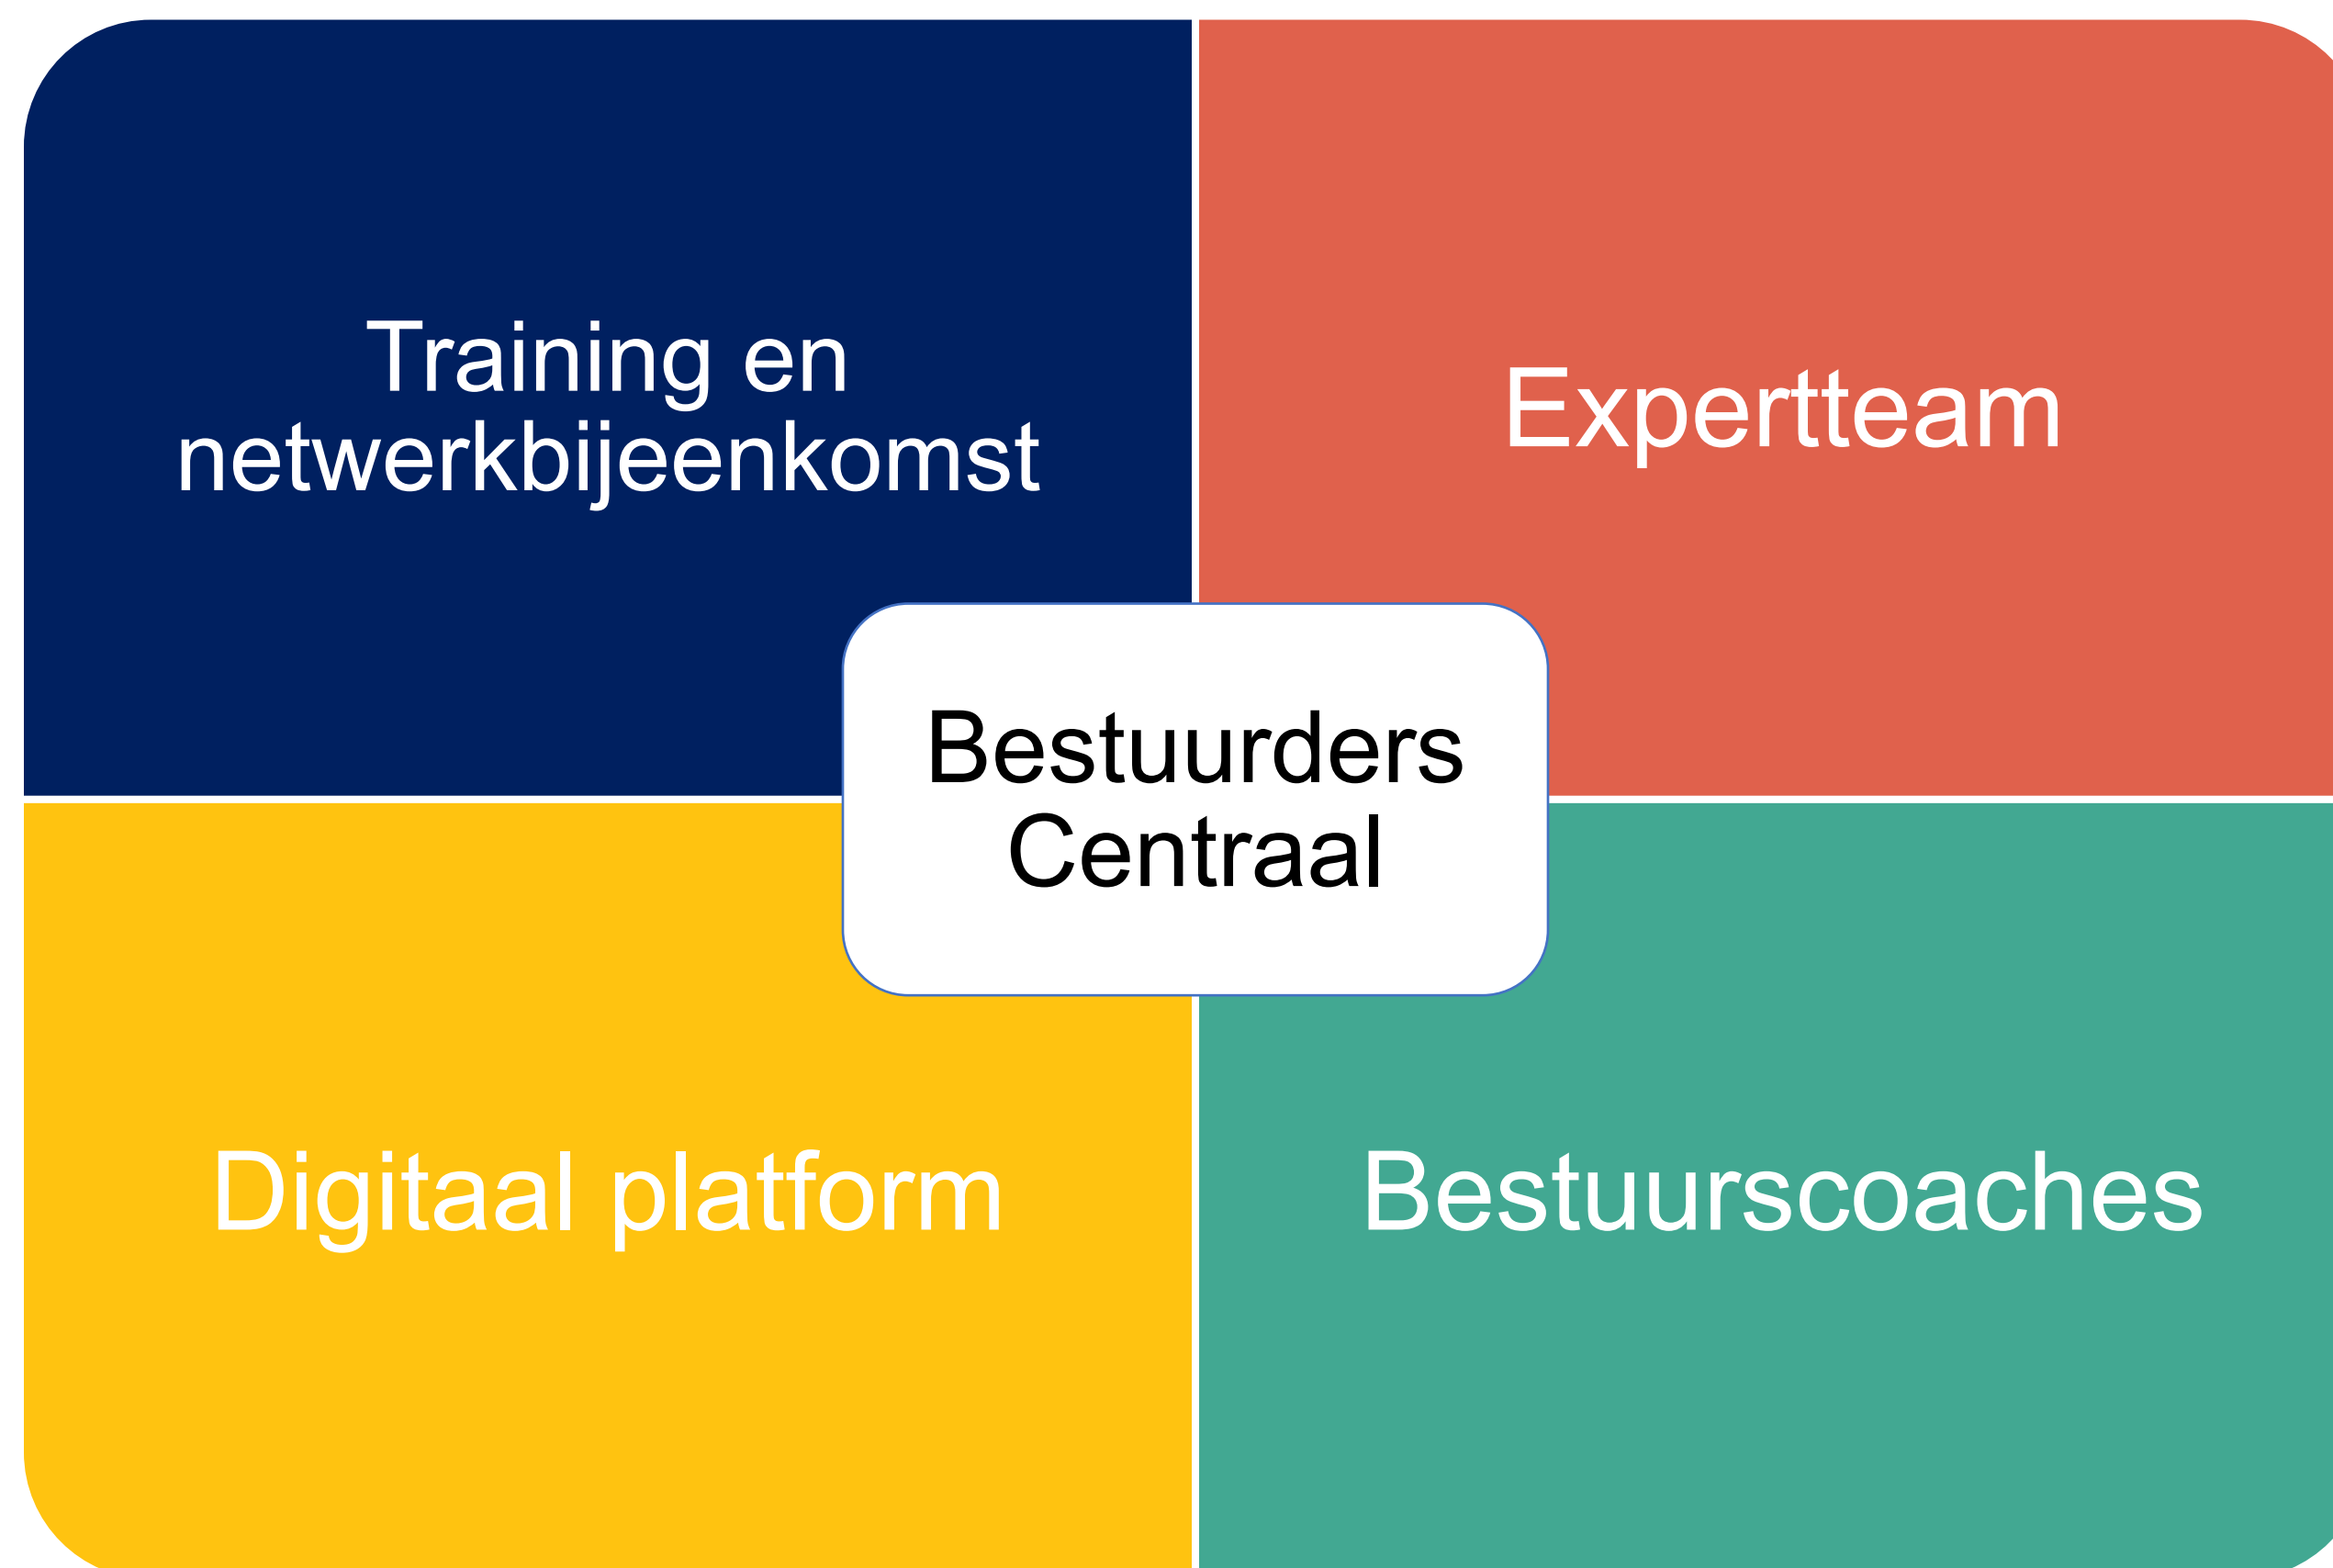 Training en
netwerkbijeenkomst
Expertteam
Bestuurders
Centraal
Digitaal platform
Bestuurscoaches